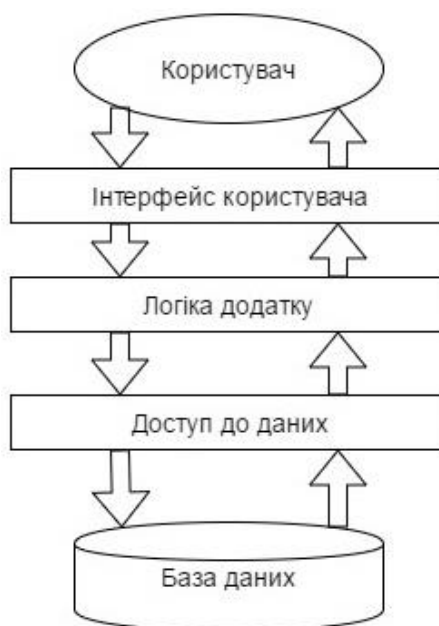 Користувач
Інтерфейс користувача
Логіка додатку
Доступ до даних
База даних